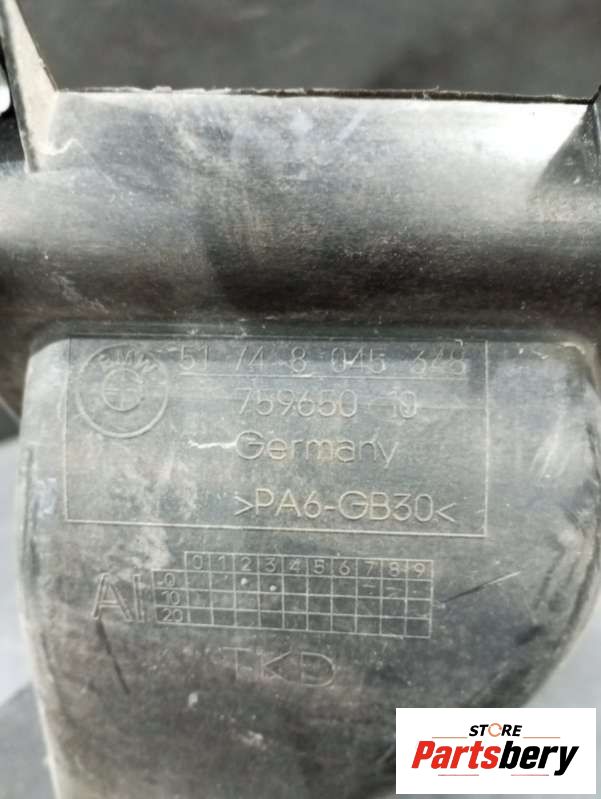 BMW
51 74 8 045 348
759650 10
Germany
>PA6-GB30<
0 1 2 3 4 5 6 7 8 9
AI
0
10
20
TKD
STORE
Partsbery